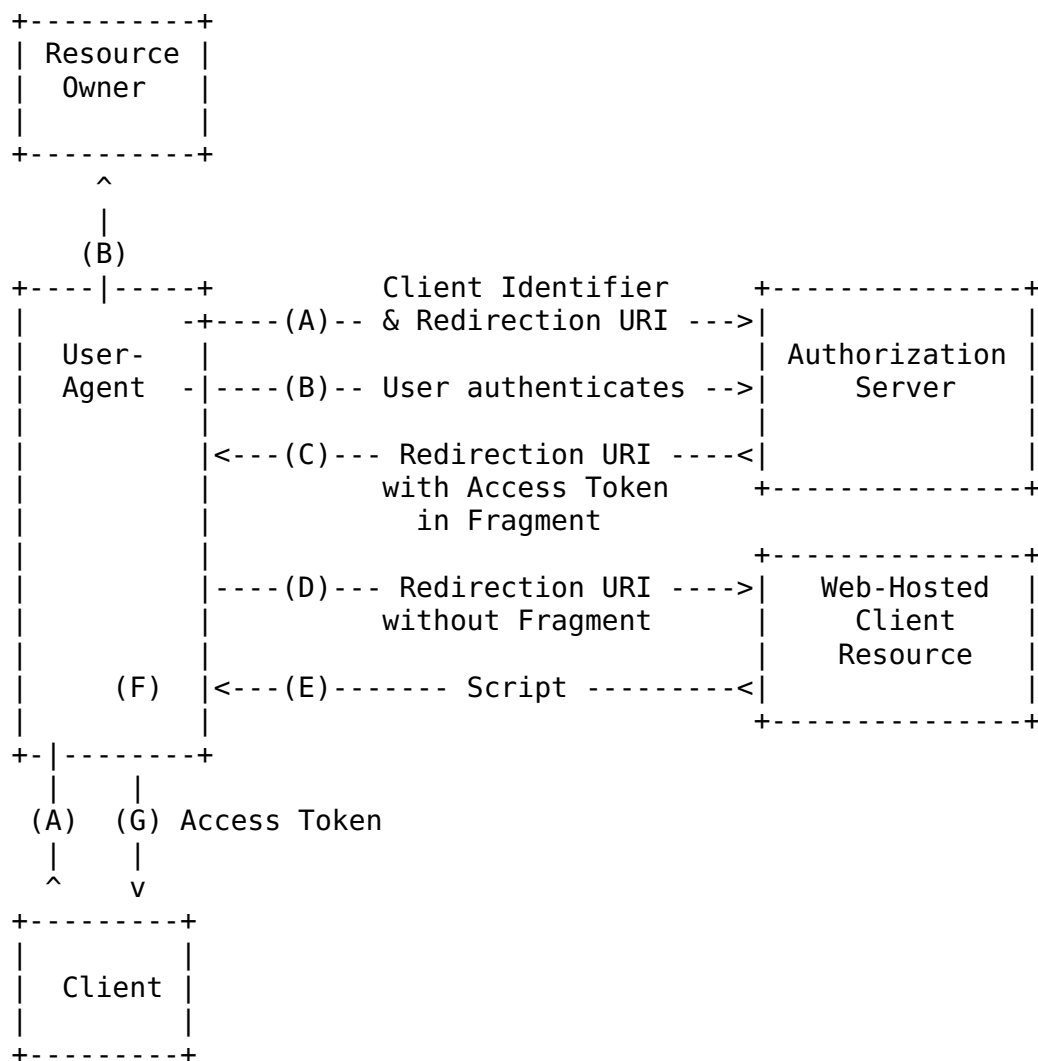 +----------+
| Resource |
|  Owner   |
|          |
+----------+
     ^
     |
    (B)
+----|-----+          Client Identifier     +---------------+
|         -+----(A)-- & Redirection URI --->|               |
|  User-   |                                | Authorization |
|  Agent  -|----(B)-- User authenticates -->|     Server    |
|          |                                |               |
|          |<---(C)--- Redirection URI ----<|               |
|          |          with Access Token     +---------------+
|          |            in Fragment
|          |                                +---------------+
|          |----(D)--- Redirection URI ---->|   Web-Hosted  |
|          |          without Fragment      |     Client    |
|          |                                |    Resource   |
|     (F)  |<---(E)------- Script ---------<|               |
|          |                                +---------------+
+-|--------+
  |    |
 (A)  (G) Access Token
  |    |
  ^    v
+---------+
|         |
|  Client |
|         |
+---------+